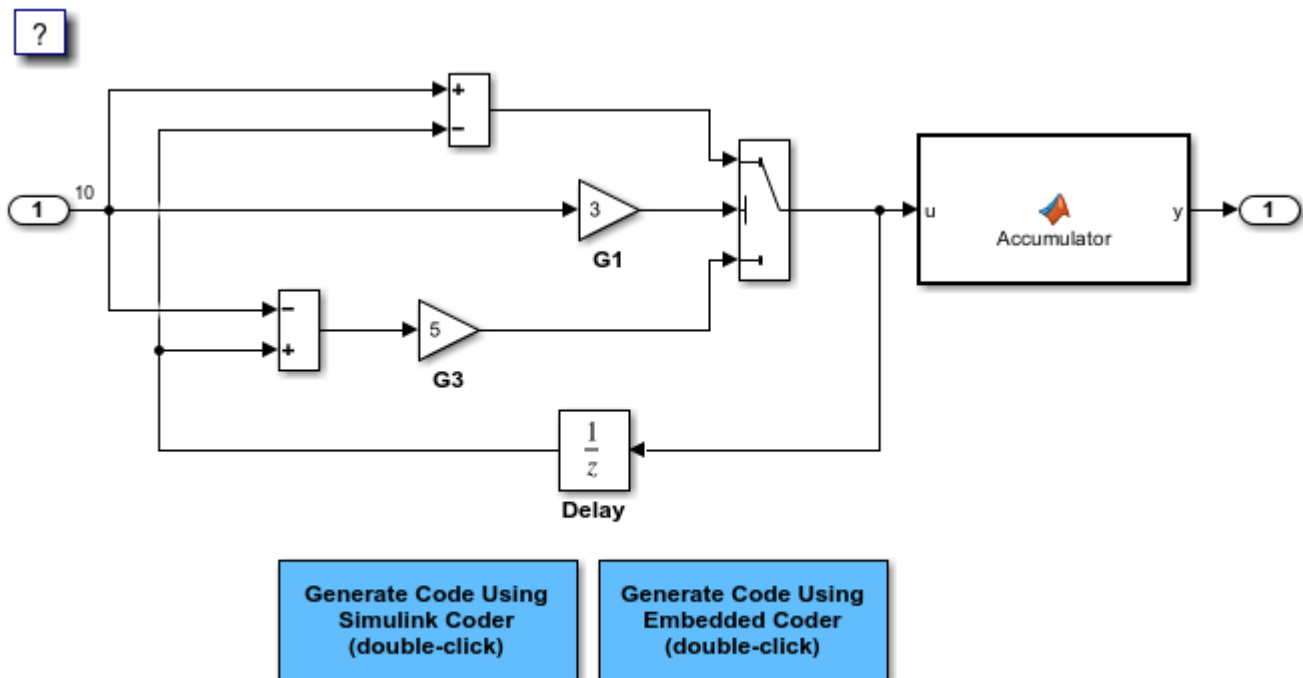 ?
+
−
10
1
3
G1
u
Accumulator
y
1
−
+
5
G3
1
z
Delay
Generate Code Using
Simulink Coder
(double-click)
Generate Code Using
Embedded Coder
(double-click)